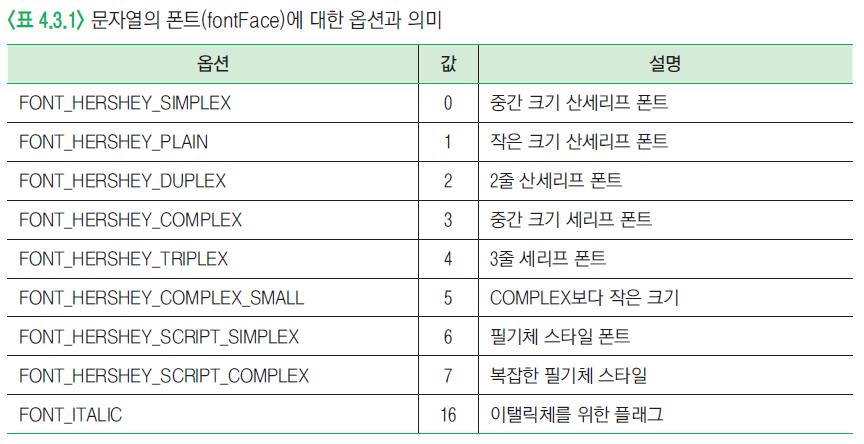 <표 4.3.1> 문자열의 폰트(fontFace)에 대한 옵션과 의미
옵션 값 설명
FONT_HERSHEY_SIMPLEX 0 중간 크기 산세리프 폰트
FONT_HERSHEY_PLAIN 1 작은 크기 산세리프 폰트
FONT_HERSHEY_DUPLEX 2 2줄 산세리프 폰트
FONT_HERSHEY_COMPLEX 3 중간 크기 세리프 폰트
FONT_HERSHEY_TRIPLEX 4 3줄 세리프 폰트
FONT_HERSHEY_COMPLEX_SMALL 5 COMPLEX보다 작은 크기
FONT_HERSHEY_SCRIPT_SIMPLEX 6 필기체 스타일 폰트
FONT_HERSHEY_SCRIPT_COMPLEX 7 복잡한 필기체 스타일
FONT_ITALIC 16 이탤릭체를 위한 플래그